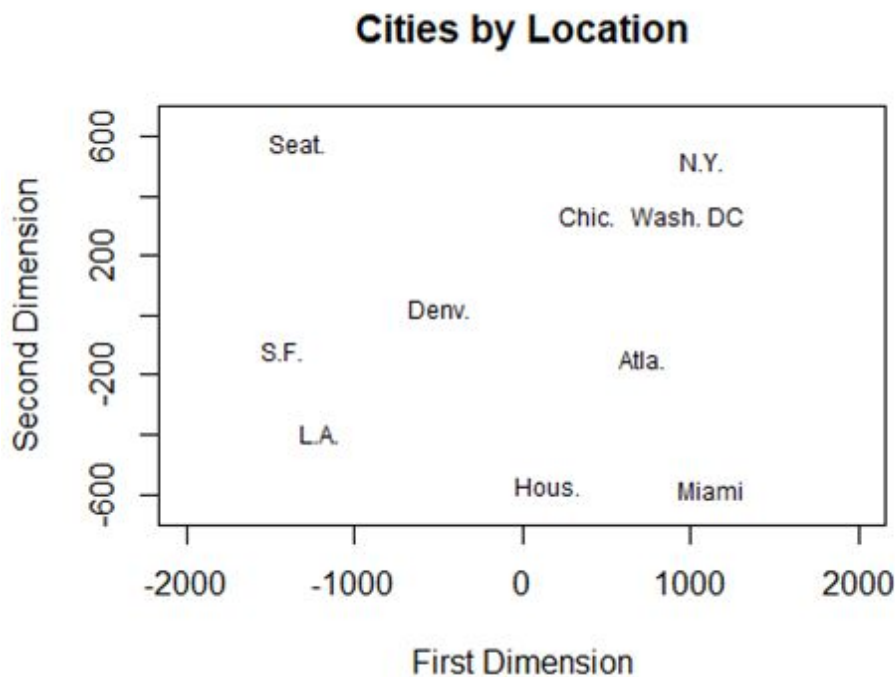 Cities by Location
Second Dimension
600
200
-200
-600
Seat.
N.Y.
Chic. Wash. DC
Denv.
S.F.
Atla.
L.A.
Hous.
Miami
-2000 -1000 0 1000 2000
First Dimension